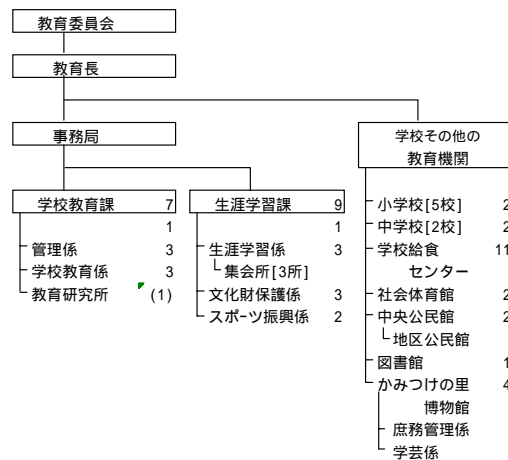 教育委員会
教育長
事務局
学校教育課 7
1
管理係 3
学校教育係 3
教育研究所 (1)
生涯学習課 9
1
生涯学習係 3
集会所[3所]
文化財保護係 3
スポーツ振興係 2
学校その他の
教育機関
小学校[5校] 2
中学校[2校] 2
学校給食 11
センター
社会体育館 2
中央公民館 2
地区公民館
図書館 1
かみつけの里 4
博物館
庶務管理係
学芸係